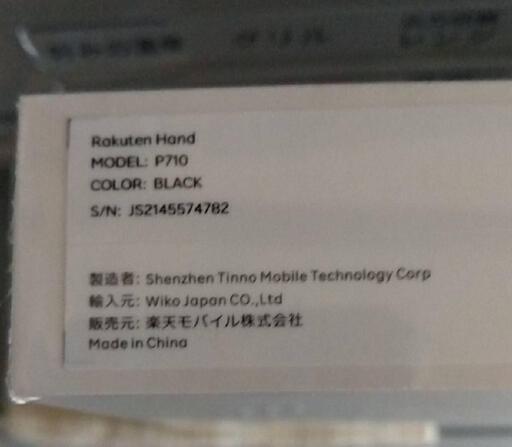 Rakuten Hand
MODEL: P710
COLOR: BLACK
S/N: JS2145574782
製造者: Shenzhen Tinno Mobile Technology Corp
輸入元: Wiko Japan CO.,Ltd
販売元: 楽天モバイル株式会社
Made in China